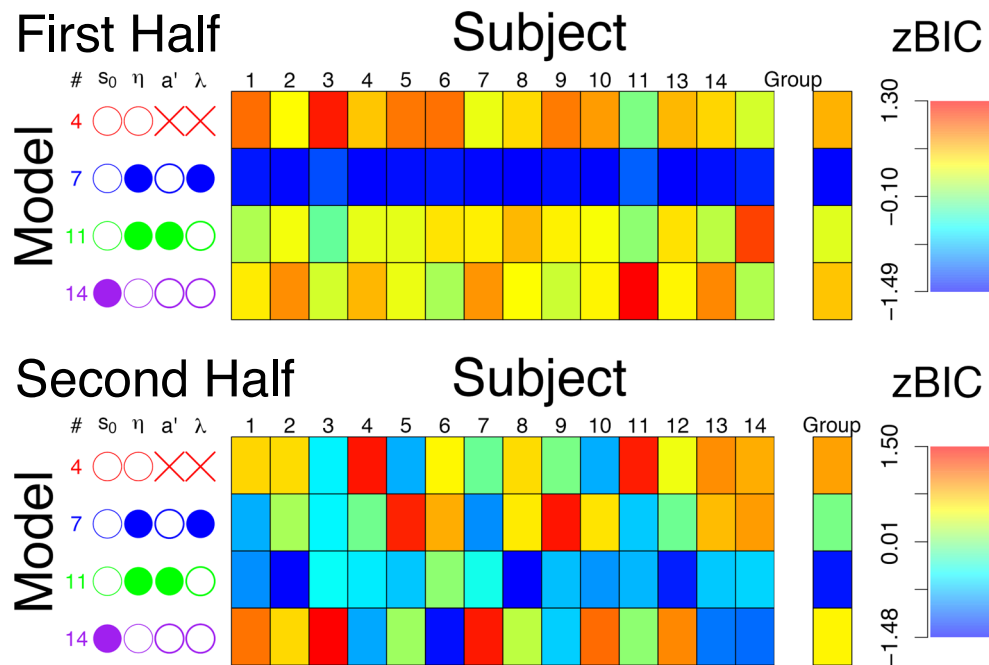 First Half
Subject
zBIC
# s₀ η a' λ
1 2 3 4 5 6 7 8 9 10 11 13 14 Group
Model
4
7
11
14
1.30
−0.10
−1.49
Second Half
Subject
zBIC
# s₀ η a' λ
1 2 3 4 5 6 7 8 9 10 11 12 13 14 Group
Model
4
7
11
14
1.50
0.01
−1.48